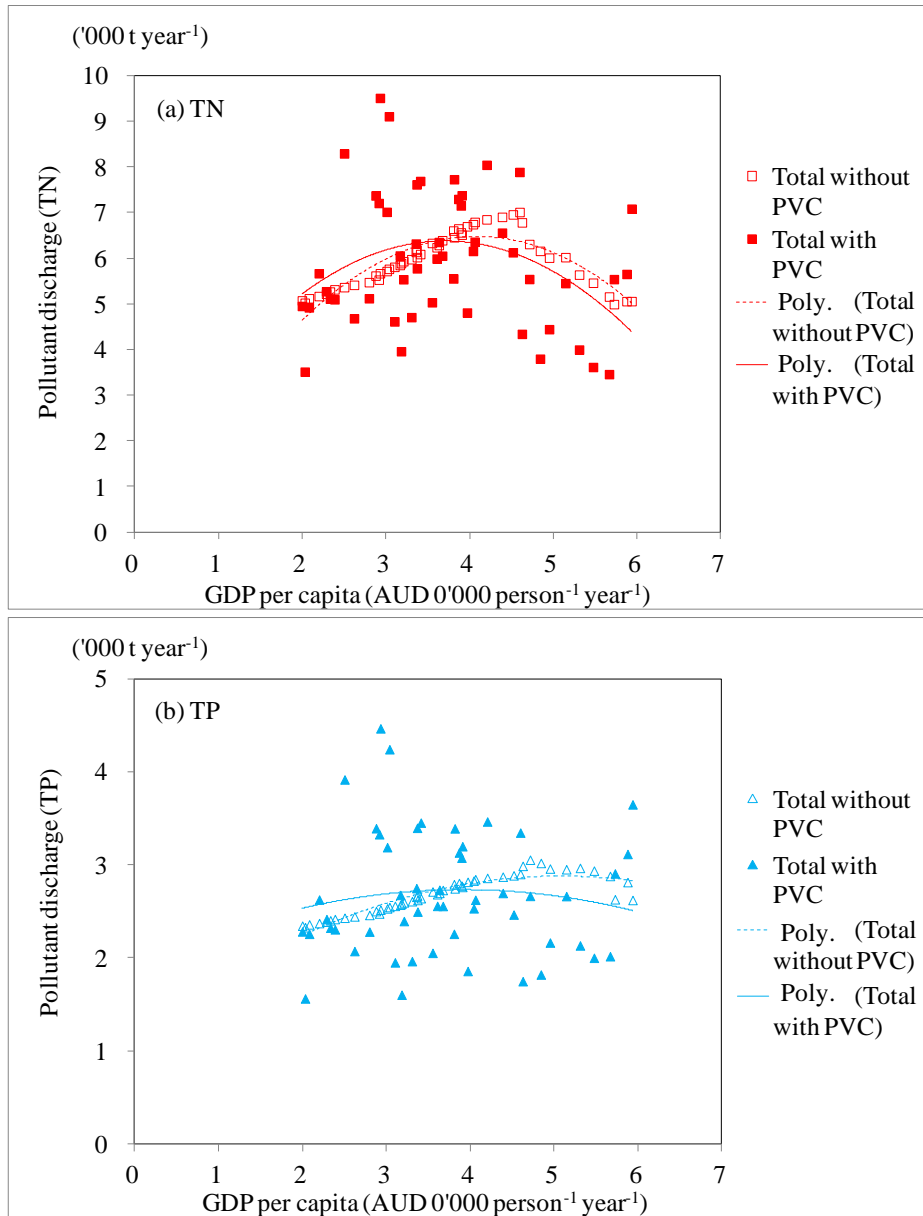 ('000 t year-1)
10
(a) TN
9
8
7
6
5
4
3
2
1
0
Pollutant discharge (TN)
0 1 2 3 4 5 6 7
GDP per capita (AUD 0'000 person-1 year-1)
Total without
PVC
Total with
PVC
Poly. (Total
without PVC)
Poly. (Total
with PVC)
('000 t year-1)
5
(b) TP
4
3
2
1
0
Pollutant discharge (TP)
0 1 2 3 4 5 6 7
GDP per capita (AUD 0'000 person-1 year-1)
Total without
PVC
Total with
PVC
Poly. (Total
without PVC)
Poly. (Total
with PVC)